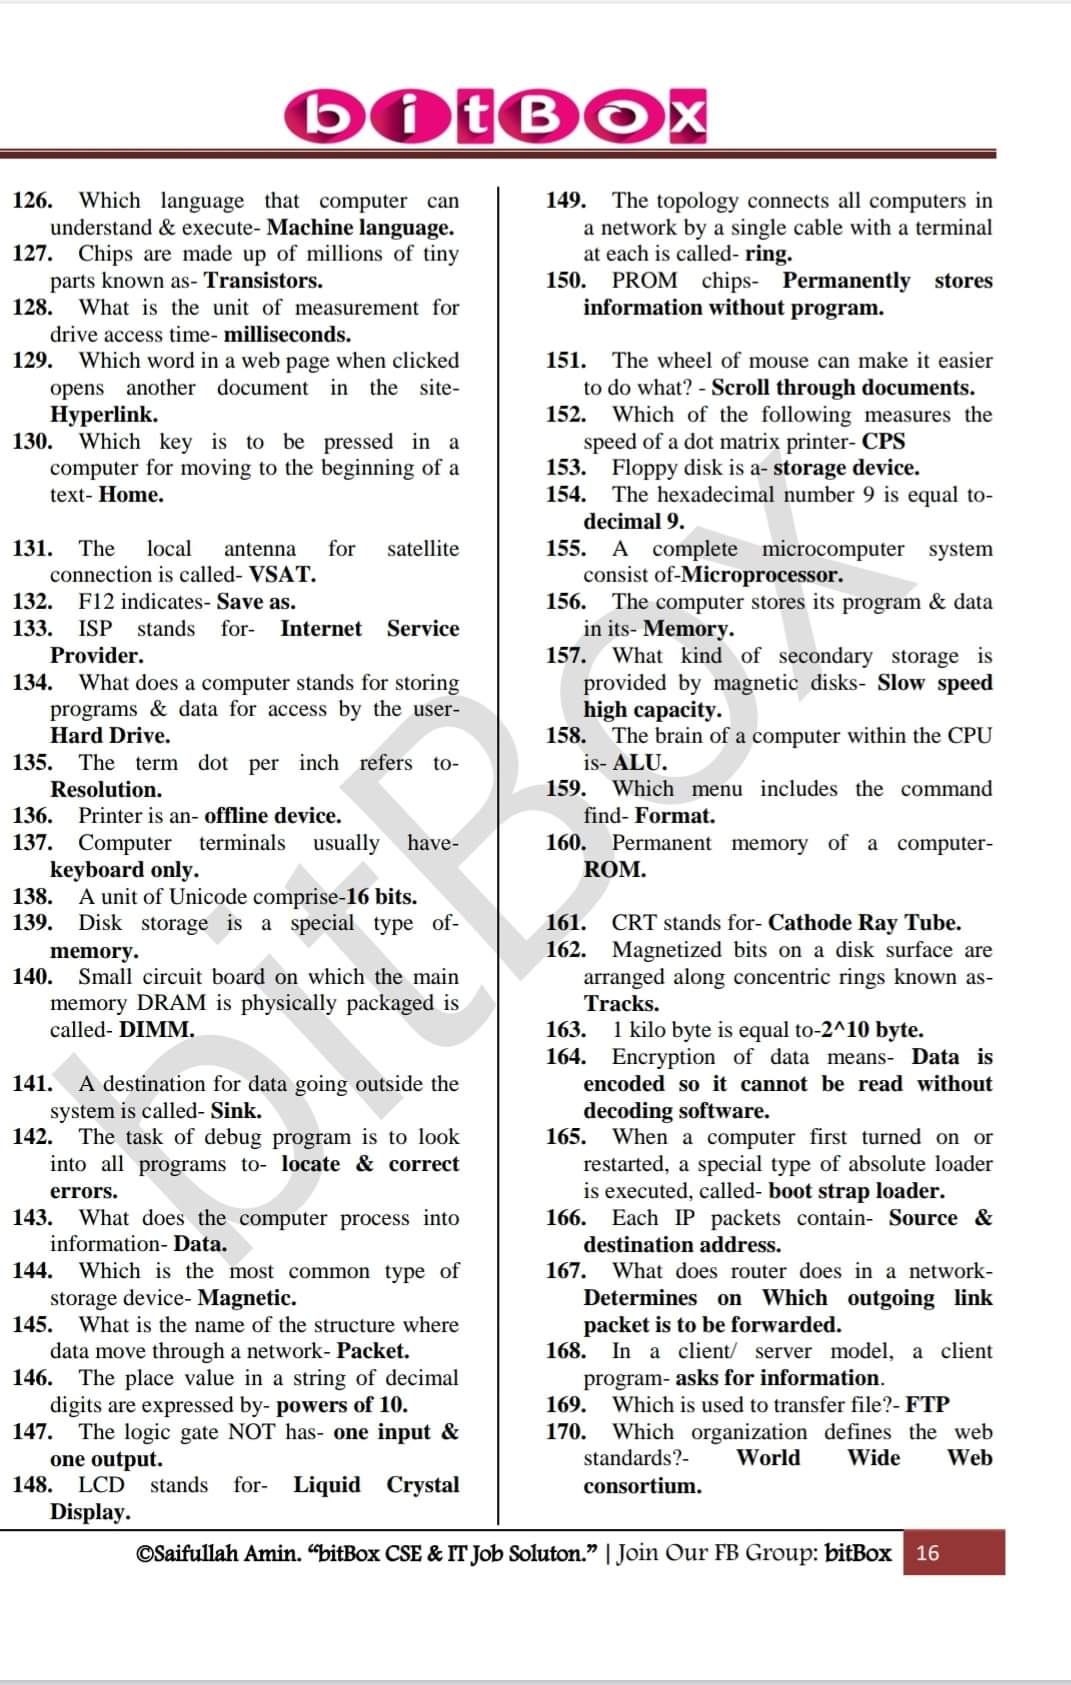 bitBox
126. Which language that computer can
understand & execute- Machine language.
127. Chips are made up of millions of tiny
parts known as- Transistors.
128. What is the unit of measurement for
drive access time- milliseconds.
129. Which word in a web page when clicked
opens another document in the site-
Hyperlink.
130. Which key is to be pressed in a
computer for moving to the beginning of a
text- Home.
131. The local antenna for satellite
connection is called- VSAT.
132. F12 indicates- Save as.
133. ISP stands for- Internet Service
Provider.
134. What does a computer stands for storing
programs & data for access by the user-
Hard Drive.
135. The term dot per inch refers to-
Resolution.
136. Printer is an- offline device.
137. Computer terminals usually have-
keyboard only.
138. A unit of Unicode comprise-16 bits.
139. Disk storage is a special type of-
memory.
140. Small circuit board on which the main
memory DRAM is physically packaged is
called- DIMM.
141. A destination for data going outside the
system is called- Sink.
142. The task of debug program is to look
into all programs to- locate & correct
errors.
143. What does the computer process into
information- Data.
144. Which is the most common type of
storage device- Magnetic.
145. What is the name of the structure where
data move through a network- Packet.
146. The place value in a string of decimal
digits are expressed by- powers of 10.
147. The logic gate NOT has- one input &
one output.
148. LCD stands for- Liquid Crystal
Display.
149. The topology connects all computers in
a network by a single cable with a terminal
at each is called- ring.
150. PROM chips- Permanently stores
information without program.
151. The wheel of mouse can make it easier
to do what? - Scroll through documents.
152. Which of the following measures the
speed of a dot matrix printer- CPS
153. Floppy disk is a- storage device.
154. The hexadecimal number 9 is equal to-
decimal 9.
155. A complete microcomputer system
consist of-Microprocessor.
156. The computer stores its program & data
in its- Memory.
157. What kind of secondary storage is
provided by magnetic disks- Slow speed
high capacity.
158. The brain of a computer within the CPU
is- ALU.
159. Which menu includes the command
find- Format.
160. Permanent memory of a computer-
ROM.
161. CRT stands for- Cathode Ray Tube.
162. Magnetized bits on a disk surface are
arranged along concentric rings known as-
Tracks.
163. 1 kilo byte is equal to-2^10 byte.
164. Encryption of data means- Data is
encoded so it cannot be read without
decoding software.
165. When a computer first turned on or
restarted, a special type of absolute loader
is executed, called- boot strap loader.
166. Each IP packets contain- Source &
destination address.
167. What does router does in a network-
Determines on Which outgoing link
packet is to be forwarded.
168. In a client/ server model, a client
program- asks for information.
169. Which is used to transfer file?- FTP
170. Which organization defines the web
standards?- World Wide Web
consortium.
bitBox
©Saifullah Amin. “bitBox CSE & IT Job Soluton.” | Join Our FB Group: bitBox 16